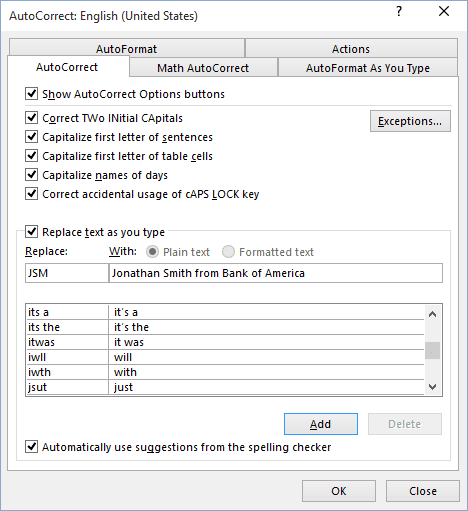 AutoCorrect: English (United States)
? 
AutoFormat Actions
AutoCorrect Math AutoCorrect AutoFormat As You Type
Show AutoCorrect Options buttons
Correct TWo INitial CApitals
Exceptions...
Capitalize first letter of sentences
Capitalize first letter of table cells
Capitalize names of days
Correct accidental usage of cAPS LOCK key
Replace text as you type
Replace: With: Plain text Formatted text
JSM Jonathan Smith from Bank of America
its a it's a
its the it's the
itwas it was
iwll will
iwth with
jsut just
Add Delete
Automatically use suggestions from the spelling checker
OK Close